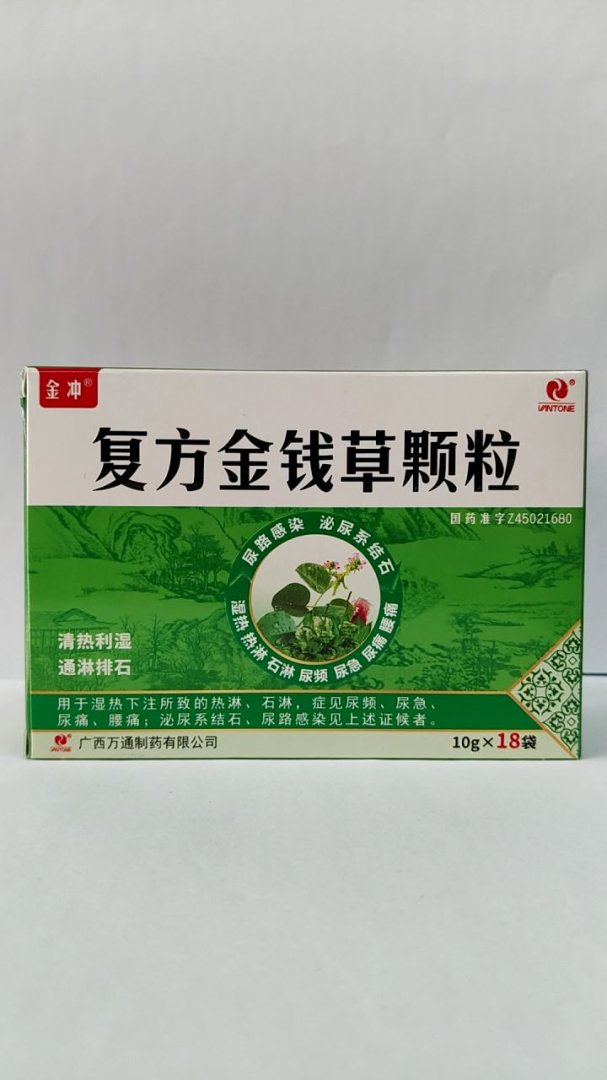 金冲®
VANTONE®
复方金钱草颗粒
国药准字Z45021680
尿路感染 泌尿系结石
湿热 热淋 石淋 尿频 尿急 尿痛 腰痛
清热利湿
通淋排石
用于湿热下注所致的热淋、石淋，症见尿频、尿急、
尿痛、腰痛；泌尿系结石、尿路感染见上述证候者。
VANTONE 广西万通制药有限公司
10g×18袋